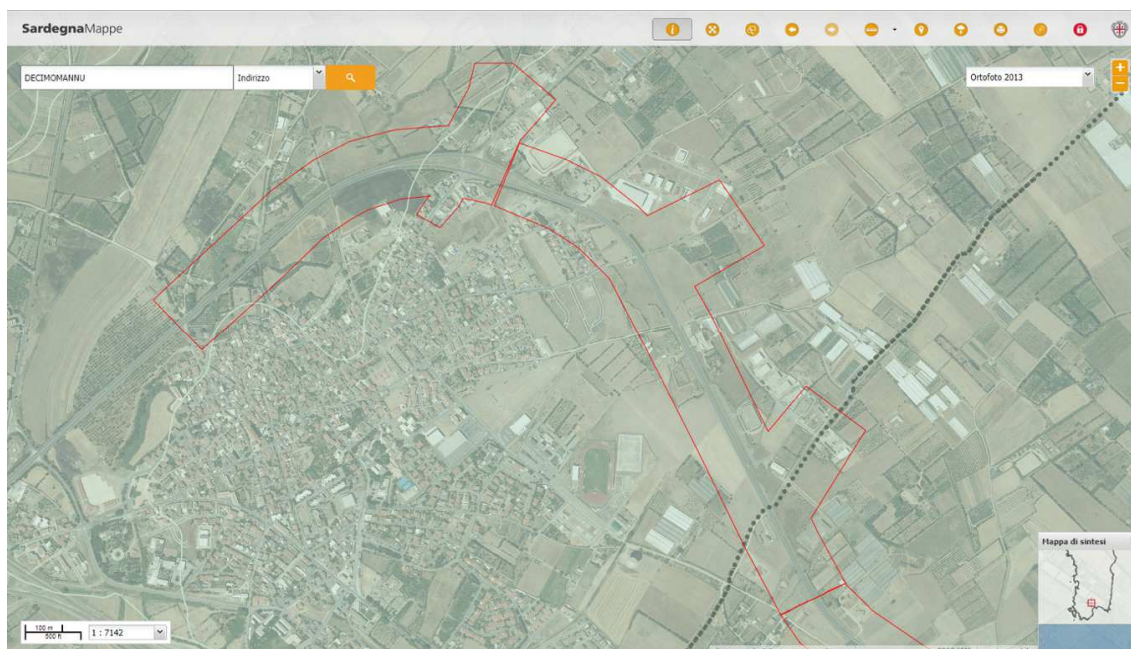 SardegnaMappe
DECIMOMANNU
Indirizzo
Ortofoto 2013
+
−
Mappa di sintesi
100 m
500 ft
1 : 7142